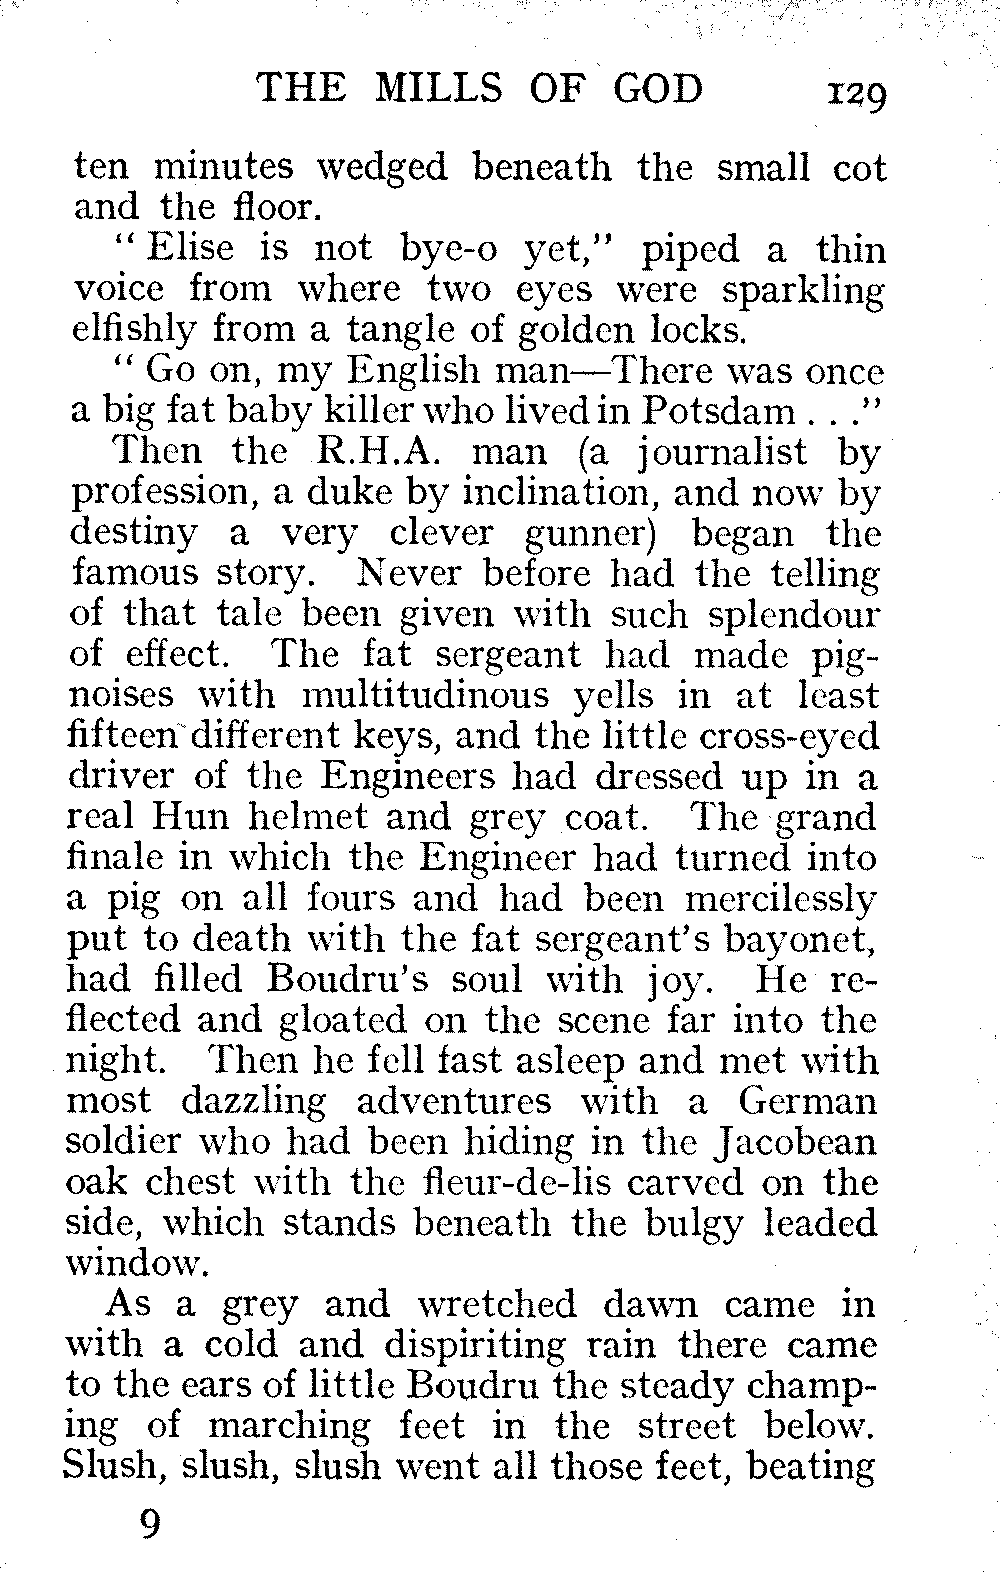 THE MILLS OF GOD 129
ten minutes wedged beneath the small cot
and the floor.
“ Elise is not bye-o yet,” piped a thin
voice from where two eyes were sparkling
elfishly from a tangle of golden locks.
“ Go on, my English man—There was once
a big fat baby killer who lived in Potsdam . . .”
Then the R.H.A. man (a journalist by
profession, a duke by inclination, and now by
destiny a very clever gunner) began the
famous story. Never before had the telling
of that tale been given with such splendour
of effect. The fat sergeant had made pig-
noises with multitudinous yells in at least
fifteen different keys, and the little cross-eyed
driver of the Engineers had dressed up in a
real Hun helmet and grey coat. The grand
finale in which the Engineer had turned into
a pig on all fours and had been mercilessly
put to death with the fat sergeant's bayonet,
had filled Boudru's soul with joy. He re-
flected and gloated on the scene far into the
night. Then he fell fast asleep and met with
most dazzling adventures with a German
soldier who had been hiding in the Jacobean
oak chest with the fleur-de-lis carved on the
side, which stands beneath the bulgy leaded
window.
As a grey and wretched dawn came in
with a cold and dispiriting rain there came
to the ears of little Boudru the steady champ-
ing of marching feet in the street below.
Slush, slush, slush went all those feet, beating
9